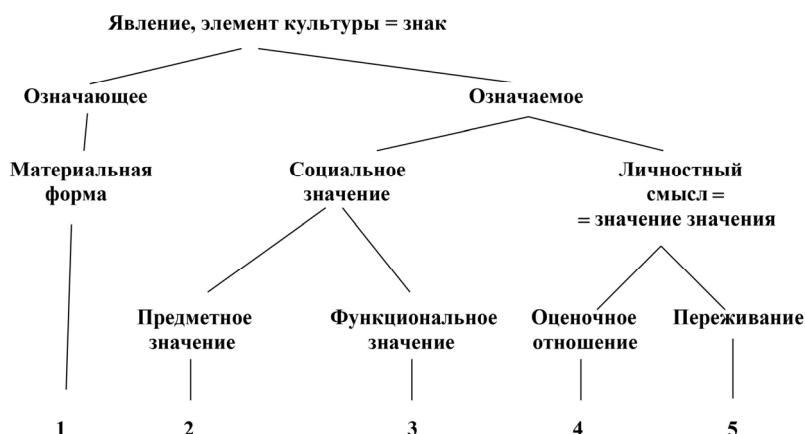 Явление, элемент культуры = знак
Означающее
Означаемое
Материальная
форма
Социальное
значение
Личностный
смысл =
= значение значения
Предметное
значение
Функциональное
значение
Оценочное
отношение
Переживание
1 2 3 4 5